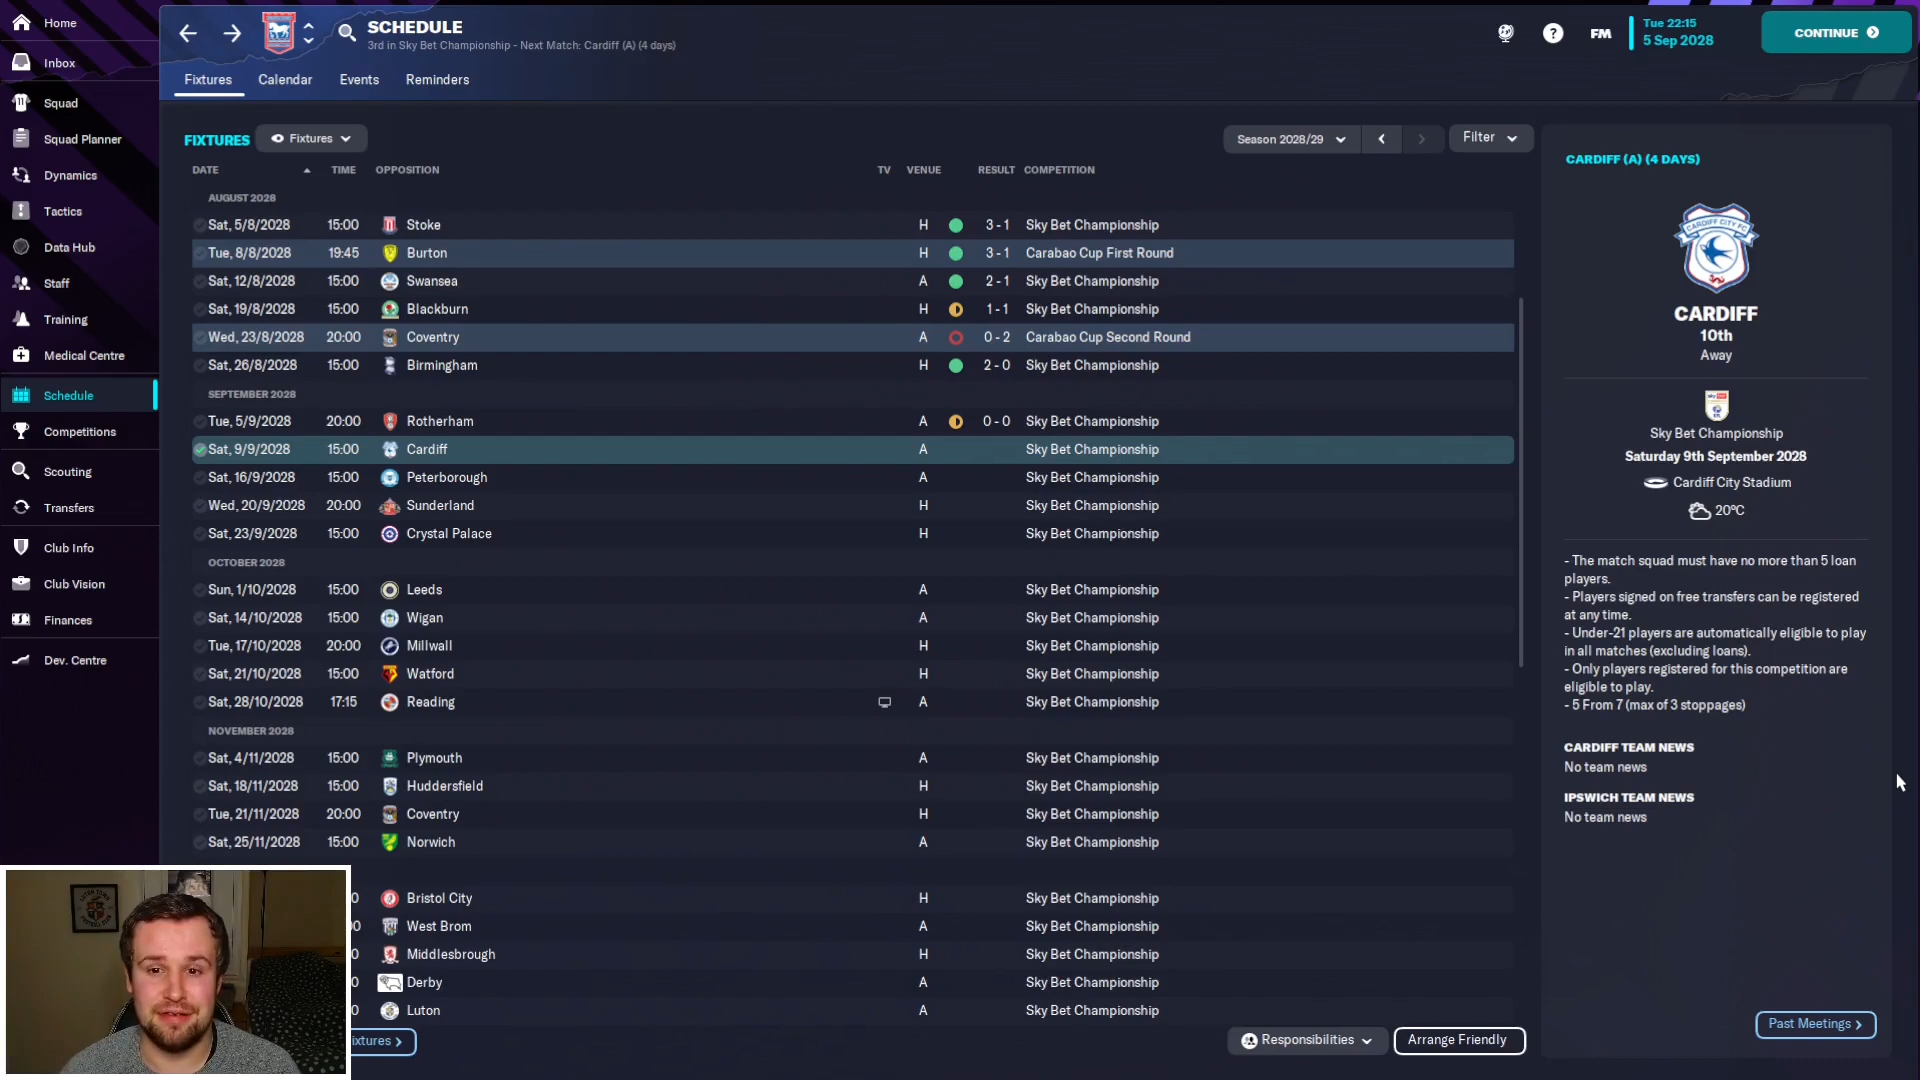 Home
SCHEDULE
3rd in Sky Bet Championship - Next Match: Cardiff (A) (4 days)
?
FM
Tue 22:15
5 Sep 2028
CONTINUE
Inbox
Fixtures
Calendar
Events
Reminders
Squad
Squad Planner
Dynamics
Tactics
Data Hub
Staff
Training
Medical Centre
Schedule
Competitions
Scouting
Transfers
Club Info
Club Vision
Finances
Dev. Centre
FIXTURES Fixtures Season 2028/29 Filter
DATE TIME OPPOSITION TV VENUE RESULT COMPETITION
AUGUST 2028
Sat, 5/8/2028 15:00 Stoke H 3 - 1 Sky Bet Championship
Tue, 8/8/2028 19:45 Burton H 3 - 1 Carabao Cup First Round
Sat, 12/8/2028 15:00 Swansea A 2 - 1 Sky Bet Championship
Sat, 19/8/2028 15:00 Blackburn H 1 - 1 Sky Bet Championship
Wed, 23/8/2028 20:00 Coventry A 0 - 2 Carabao Cup Second Round
Sat, 26/8/2028 15:00 Birmingham H 2 - 0 Sky Bet Championship
SEPTEMBER 2028
Tue, 5/9/2028 20:00 Rotherham A 0 - 0 Sky Bet Championship
Sat, 9/9/2028 15:00 Cardiff A Sky Bet Championship
Sat, 16/9/2028 15:00 Peterborough A Sky Bet Championship
Wed, 20/9/2028 20:00 Sunderland H Sky Bet Championship
Sat, 23/9/2028 15:00 Crystal Palace H Sky Bet Championship
OCTOBER 2028
Sun, 1/10/2028 15:00 Leeds A Sky Bet Championship
Sat, 14/10/2028 15:00 Wigan A Sky Bet Championship
Tue, 17/10/2028 20:00 Millwall H Sky Bet Championship
Sat, 21/10/2028 15:00 Watford H Sky Bet Championship
Sat, 28/10/2028 17:15 Reading A Sky Bet Championship
NOVEMBER 2028
Sat, 4/11/2028 15:00 Plymouth A Sky Bet Championship
Sat, 18/11/2028 15:00 Huddersfield H Sky Bet Championship
Tue, 21/11/2028 20:00 Coventry H Sky Bet Championship
Sat, 25/11/2028 15:00 Norwich A Sky Bet Championship
0 Bristol City H Sky Bet Championship
00 West Brom A Sky Bet Championship
0 Middlesbrough H Sky Bet Championship
0 Derby A Sky Bet Championship
0 Luton A Sky Bet Championship
ixtures
Responsibilities
Arrange Friendly
CARDIFF (A) (4 DAYS)
CARDIFF CITY FC
CARDIFF
10th
Away
Sky Bet Championship
Saturday 9th September 2028
Cardiff City Stadium
20ºC
- The match squad must have no more than 5 loan
players.
- Players signed on free transfers can be registered
at any time.
- Under-21 players are automatically eligible to play
in all matches (excluding loans).
- Only players registered for this competition are
eligible to play.
- 5 From 7 (max of 3 stoppages)
CARDIFF TEAM NEWS
No team news
IPSWICH TEAM NEWS
No team news
Past Meetings